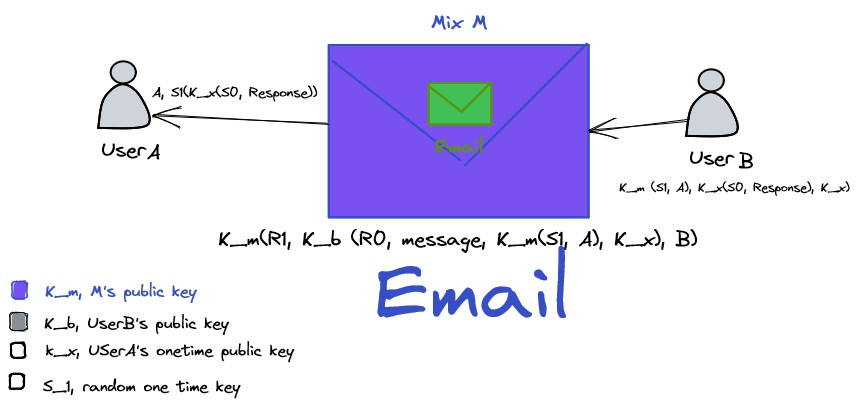 Mix M
A, S1(K_x(S0, Response))
Email
User A
User B
K_m (S1, A), K_x(S0, Response), K_x)
K_m(R1, K_b (R0, message, K_m(S1, A), K_x), B)
Email
K_m, M's public key
K_b, UserB's public key
k_x, USerA's onetime public key
S_1, random one time key